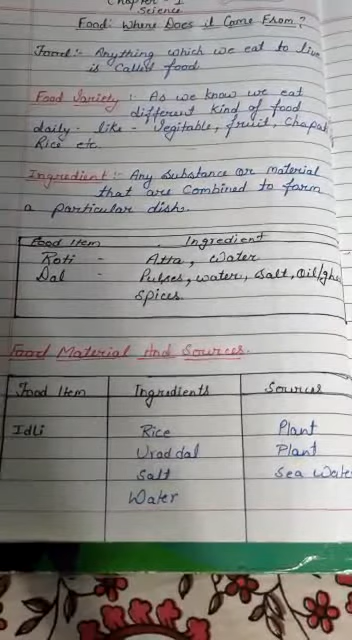 Chapter - 1
Science
Food: Where Does it Come From?
Food :- Anything which we eat to live
is called food.
Food Variety :- As we know we eat
different kind of food
daily - like - Vegitable, fruit, Chapati
Rice etc.
Ingredient :- Any substance or material
that are combined to form
a particular dish.
Food Item Ingredient
Roti - Atta, water
Dal - Pulses, water, Salt, Oil/ghee
Spices.
Food Material And Sources.
Food Item Ingredients Sources
Idli Rice Plant
Urad dal Plant
Salt Sea Water
Water